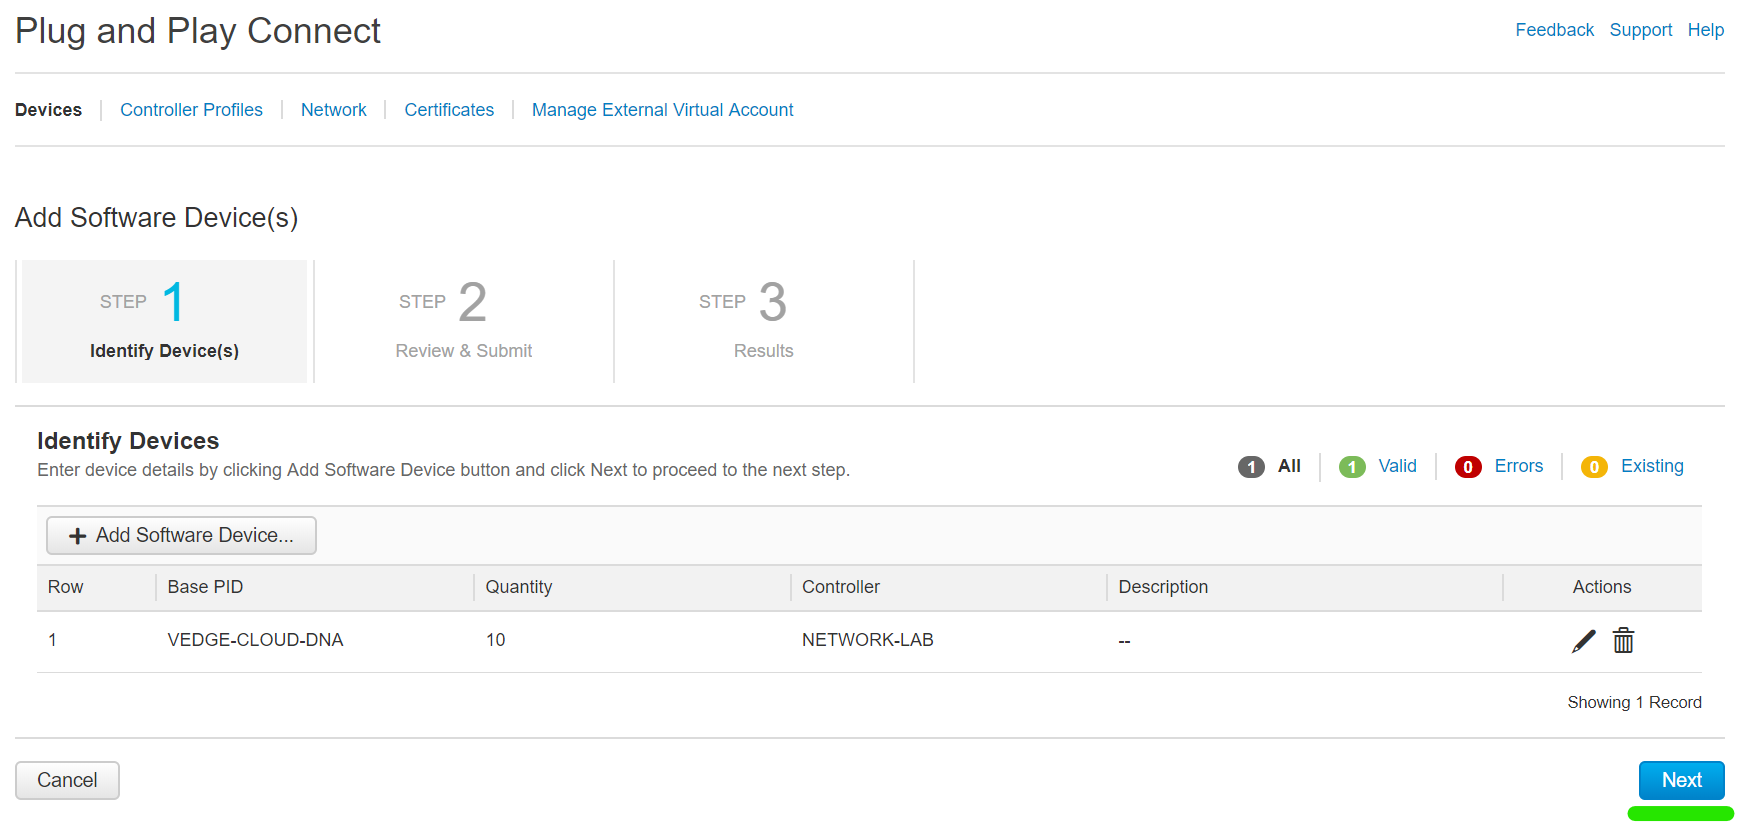 Plug and Play Connect
Feedback Support Help
Devices Controller Profiles Network Certificates Manage External Virtual Account
Add Software Device(s)
STEP 1 STEP 2 STEP 3
Identify Device(s) Review & Submit Results
Identify Devices
Enter device details by clicking Add Software Device button and click Next to proceed to the next step.
1 All 1 Valid 0 Errors 0 Existing
+ Add Software Device...
Row Base PID Quantity Controller Description Actions
1 VEDGE-CLOUD-DNA 10 NETWORK-LAB --
Showing 1 Record
Cancel Next